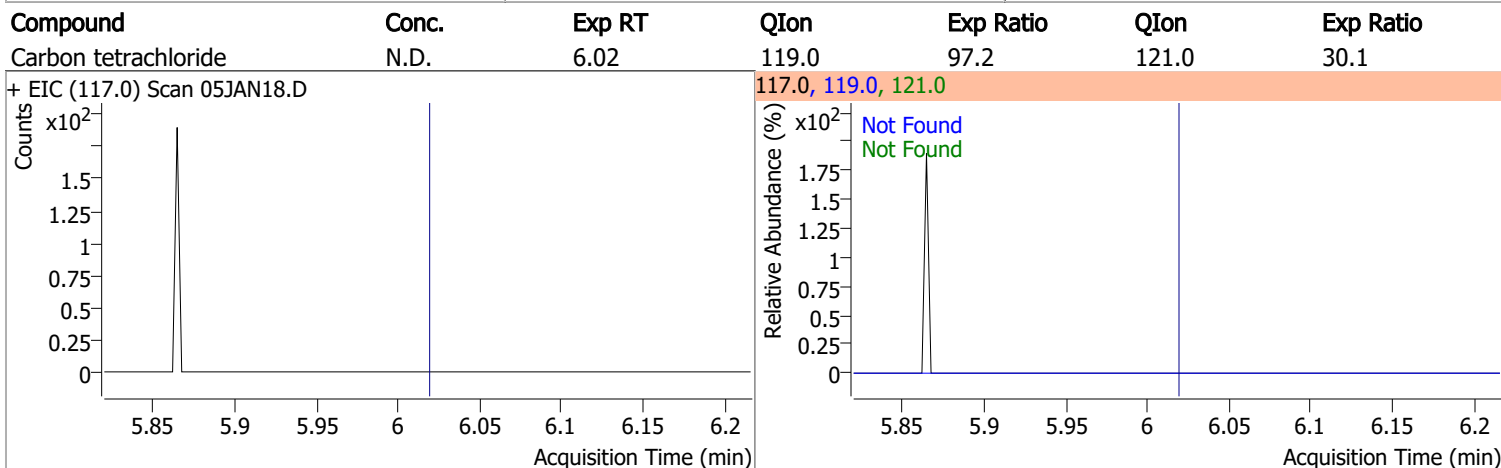 Compound Conc. Exp RT QIon Exp Ratio QIon Exp Ratio
Carbon tetrachloride N.D. 6.02 119.0 97.2 121.0 30.1
+ EIC (117.0) Scan 05JAN18.D
Counts
x10²
1.5
1.25
1
0.75
0.5
0.25
0
5.85 5.9 5.95 6 6.05 6.1 6.15 6.2
Acquisition Time (min)
117.0, 119.0, 121.0
Relative Abundance (%)
x10²
Not Found
Not Found
1.75
1.5
1.25
1
0.75
0.5
0.25
0
5.85 5.9 5.95 6 6.05 6.1 6.15 6.2
Acquisition Time (min)